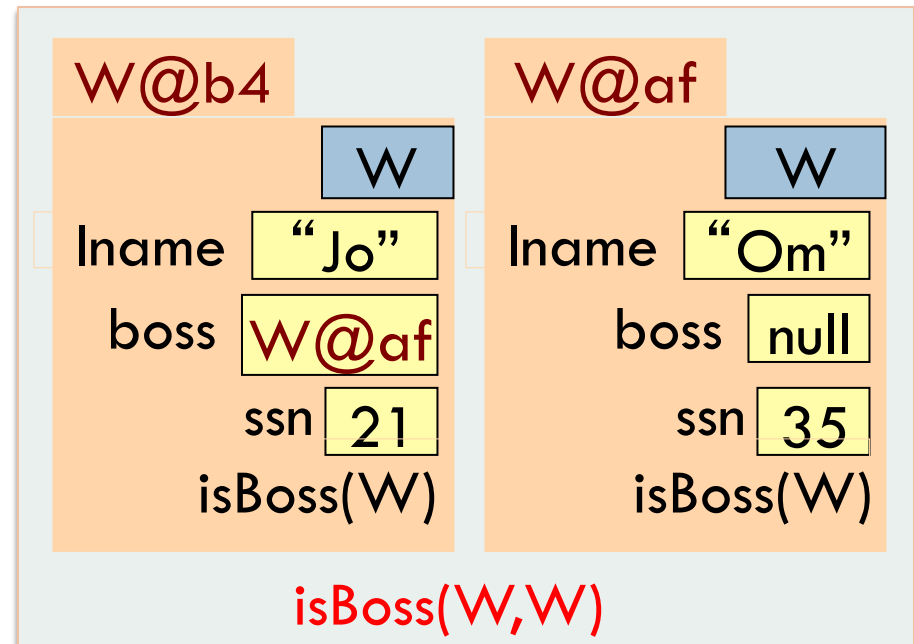 W@b4
W
lname "Jo”
boss W@af
ssn 21
isBoss(W)
W@af
W
lname “Om”
boss null
ssn 35
isBoss(W)
isBoss(W,W)